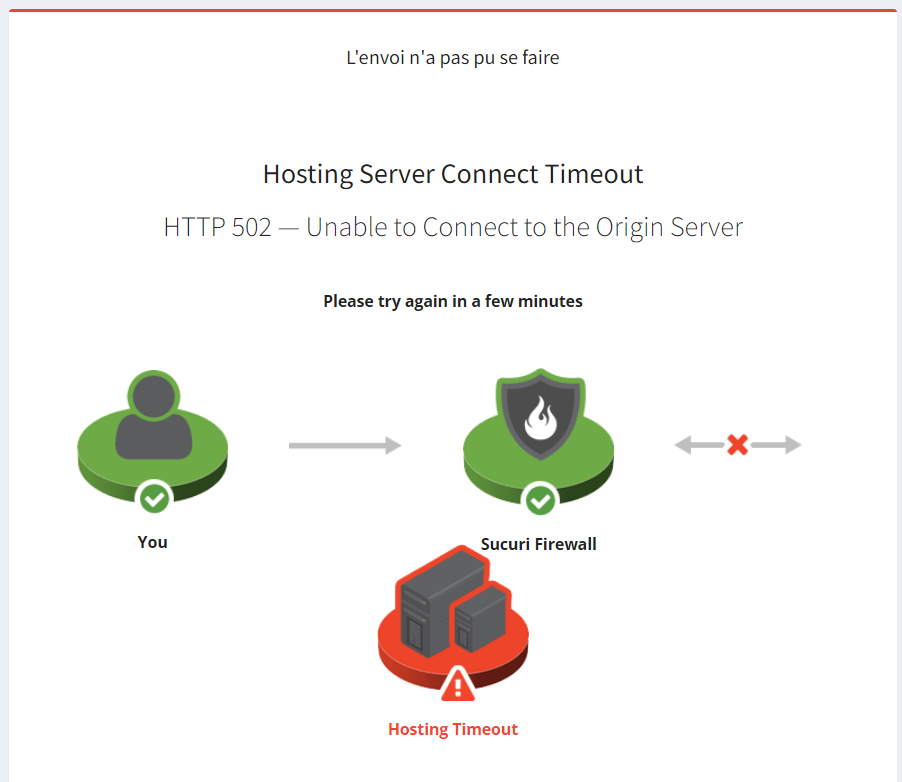 L'envoi n'a pas pu se faire
Hosting Server Connect Timeout
HTTP 502 — Unable to Connect to the Origin Server
Please try again in a few minutes
You
Sucuri Firewall
Hosting Timeout